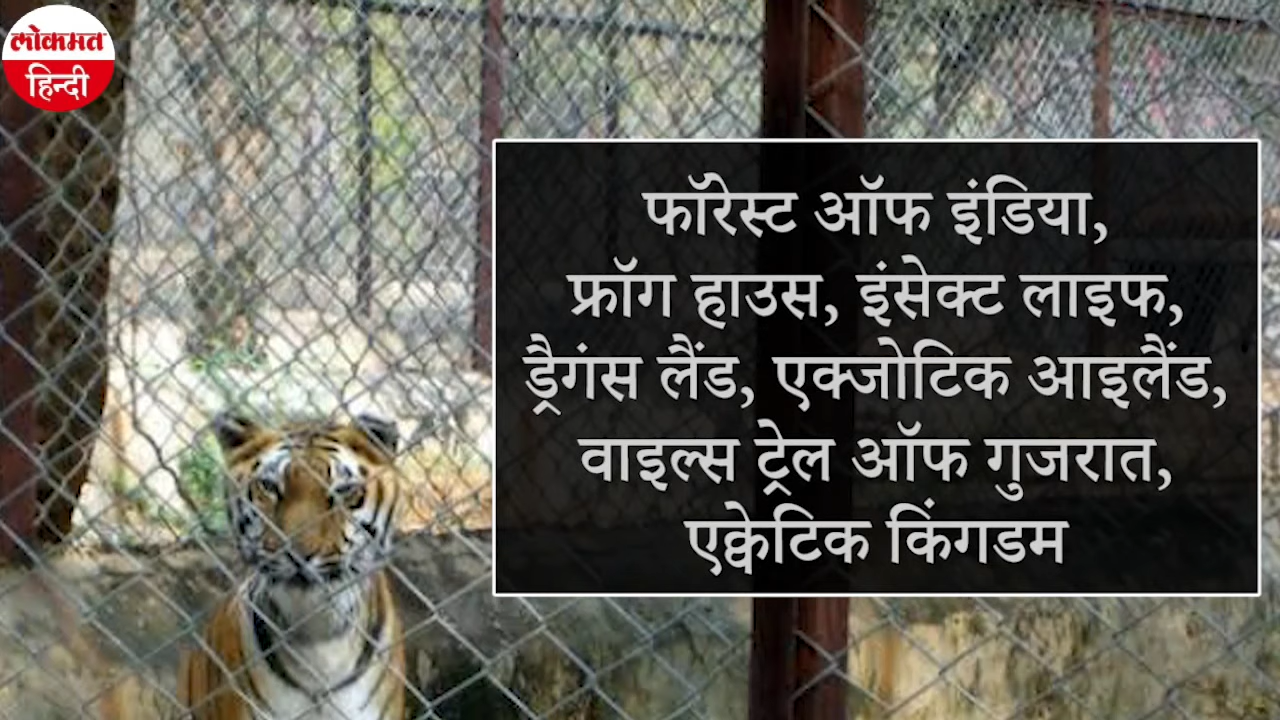 लोकमत
हिन्दी
फॉरेस्ट ऑफ इंडिया,
फ्रॉग हाउस, इंसेक्ट लाइफ,
ड्रैगंस लैंड, एक्जोटिक आइलैंड,
वाइल्स ट्रेल ऑफ गुजरात,
एक्वेटिक किंगडम